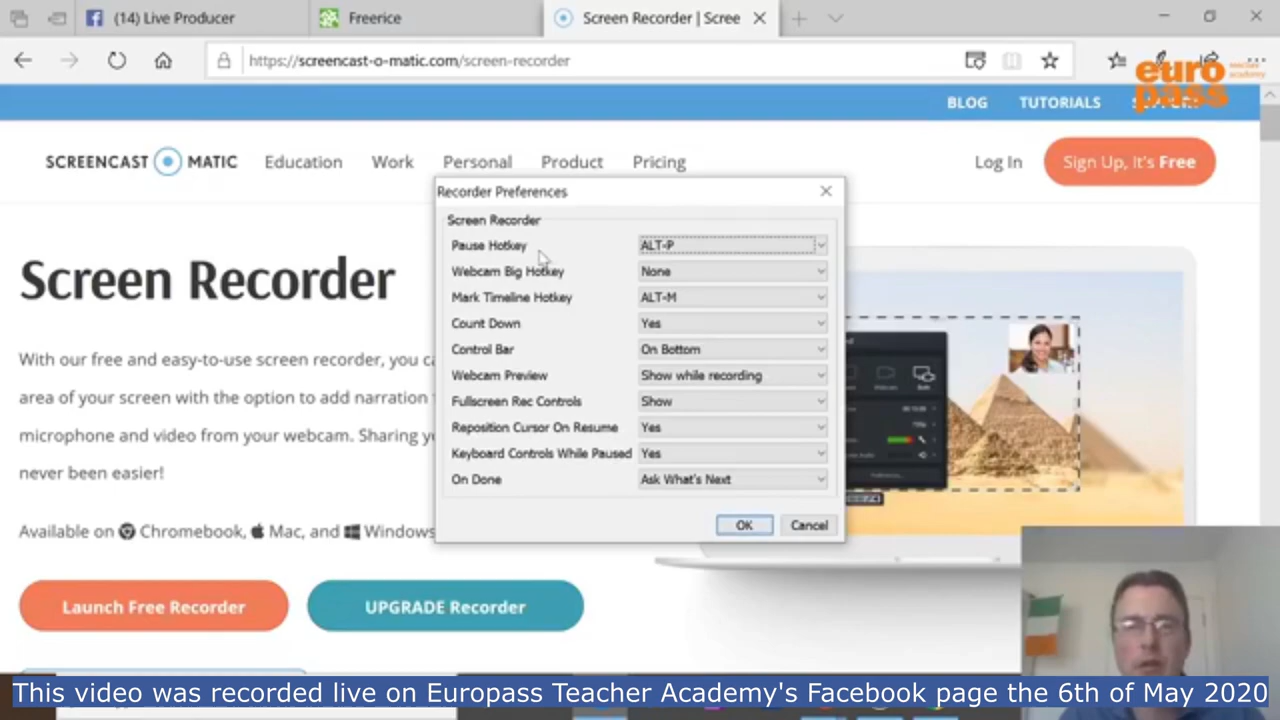 (14) Live Producer
Freerice
Screen Recorder | Scree
https://screencast-o-matic.com/screen-recorder
euro pass teacher academy
BLOG TUTORIALS
SCREENCAST MATIC Education Work Personal Product Pricing Log In Sign Up, It's Free
Recorder Preferences
Screen Recorder
Pause Hotkey ALT-P
Webcam Big Hotkey None
Mark Timeline Hotkey ALT-M
Count Down Yes
Control Bar On Bottom
Webcam Preview Show while recording
Fullscreen Rec Controls Show
Reposition Cursor On Resume Yes
Keyboard Controls While Paused Yes
On Done Ask What's Next
OK Cancel
Screen Recorder
With our free and easy-to-use screen recorder, you
area of your screen with the option to add narration
microphone and video from your webcam. Sharing
never been easier!
Available on Chromebook, Mac, and Windows
Launch Free Recorder UPGRADE Recorder
This video was recorded live on Europass Teacher Academy's Facebook page the 6th of May 2020